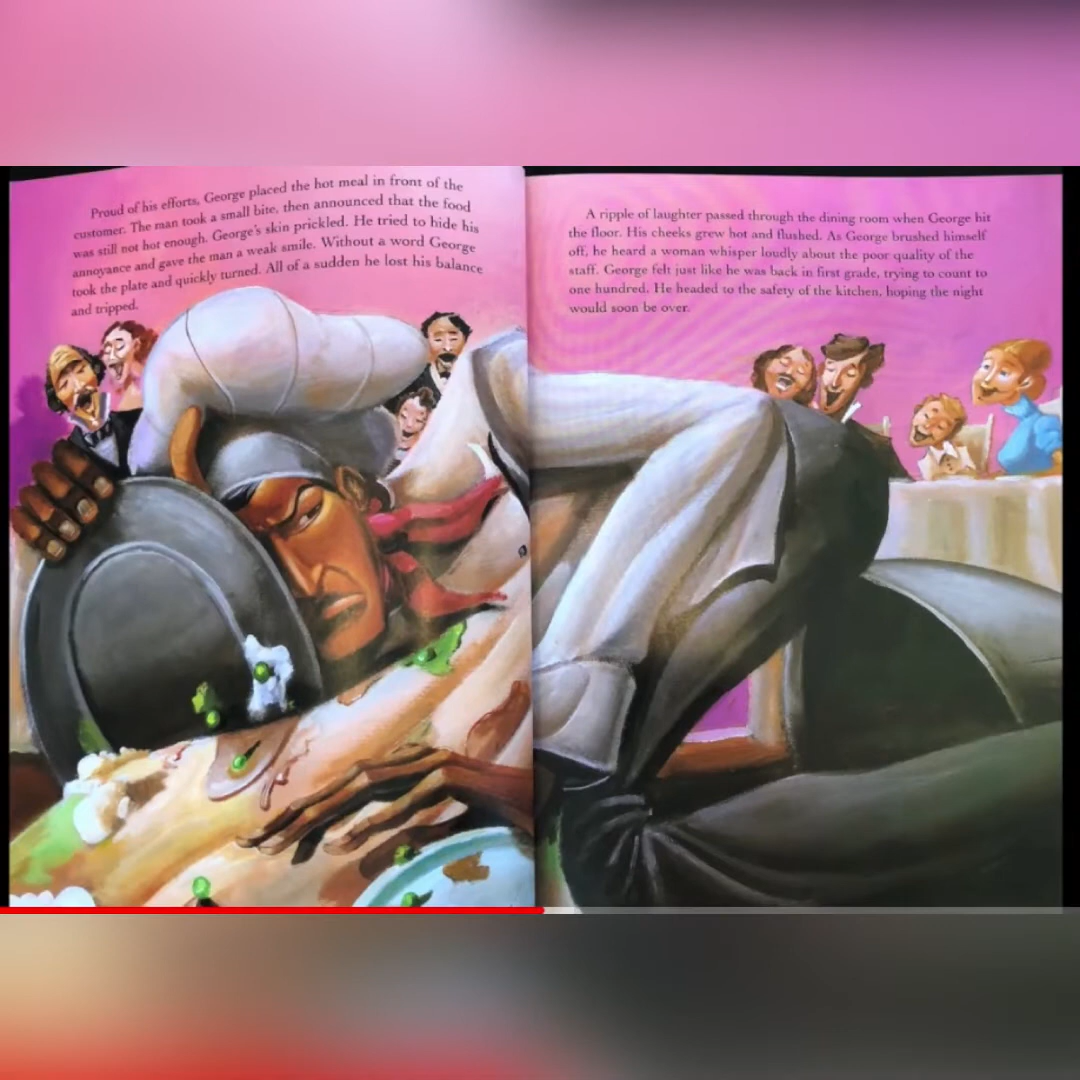 Proud of his efforts, George placed the hot meal in front of the
customer. The man took a small bite, then announced that the food
was still not hot enough. George's skin prickled. He tried to hide his
annoyance and gave the man a weak smile. Without a word George
took the plate and quickly turned. All of a sudden he lost his balance
and tripped.
A ripple of laughter passed through the dining room when George hit
the floor. His cheeks grew hot and flushed. As George brushed himself
off, he heard a woman whisper loudly about the poor quality of the
staff. George felt just like he was back in first grade, trying to count to
one hundred. He headed to the safety of the kitchen, hoping the night
would soon be over.